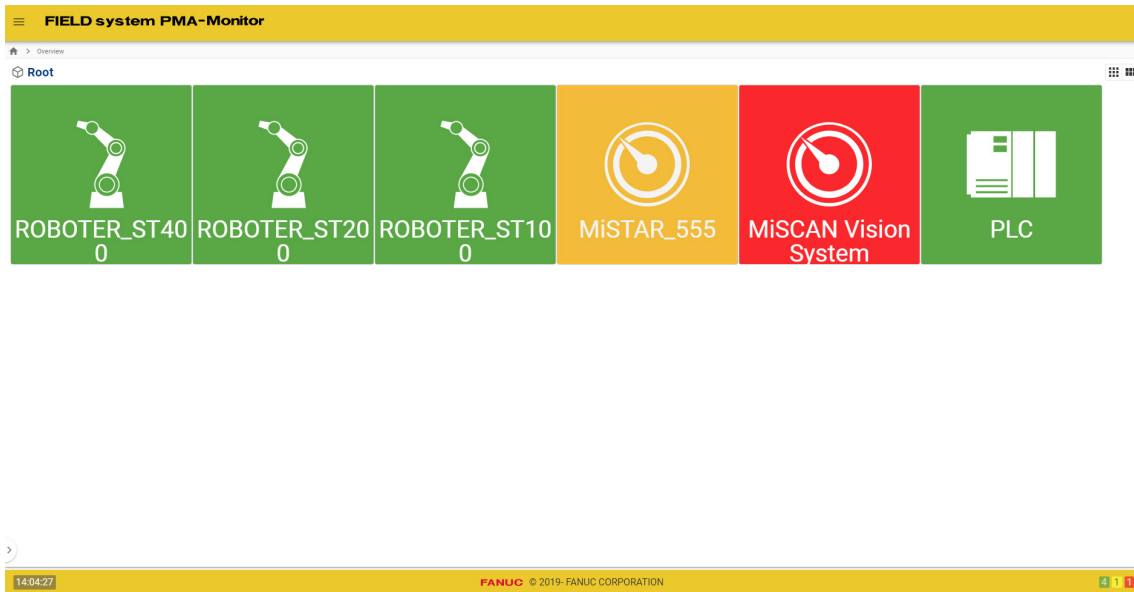 FIELD system PMA-Monitor
Overview
Root
ROBOTER_ST40
0
ROBOTER_ST20
0
ROBOTER_ST10
0
MiSTAR_555
MiSCAN Vision
System
PLC
14:04:27
FANUC © 2019- FANUC CORPORATION
4 1 1